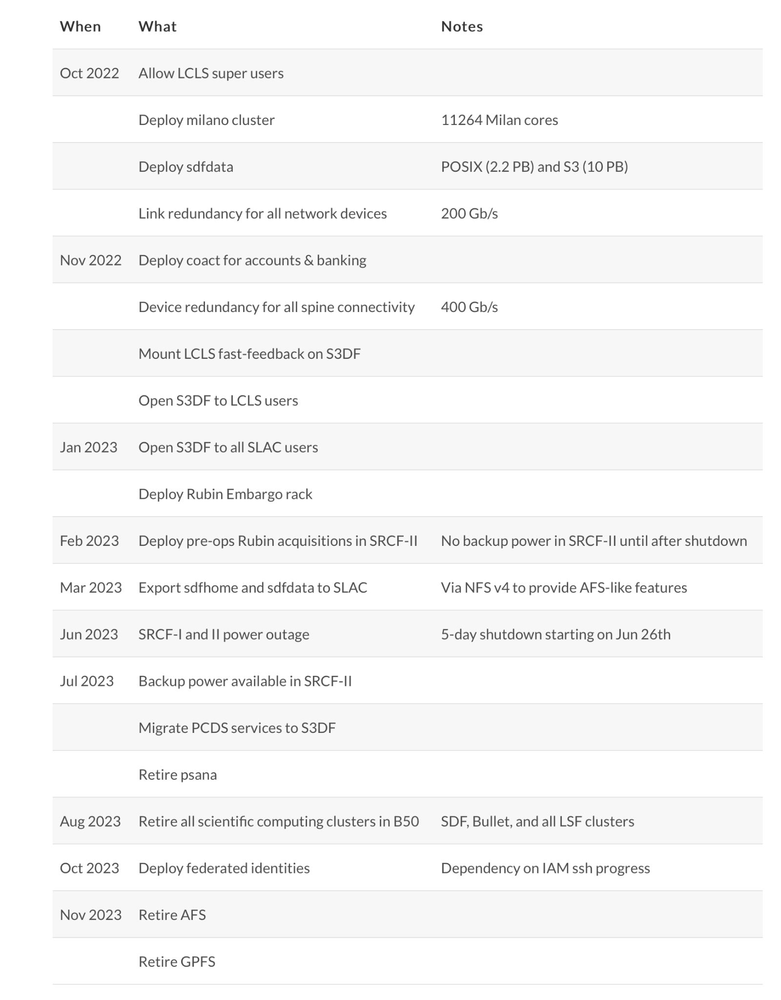 When What Notes
Oct 2022 Allow LCLS super users
Deploy milano cluster 11264 Milan cores
Deploy sdfdata POSIX (2.2 PB) and S3 (10 PB)
Link redundancy for all network devices 200 Gb/s
Nov 2022 Deploy coact for accounts & banking
Device redundancy for all spine connectivity 400 Gb/s
Mount LCLS fast-feedback on S3DF
Open S3DF to LCLS users
Jan 2023 Open S3DF to all SLAC users
Deploy Rubin Embargo rack
Feb 2023 Deploy pre-ops Rubin acquisitions in SRCF-II No backup power in SRCF-II until after shutdown
Mar 2023 Export sdfhome and sdfdata to SLAC Via NFS v4 to provide AFS-like features
Jun 2023 SRCF-I and II power outage 5-day shutdown starting on Jun 26th
Jul 2023 Backup power available in SRCF-II
Migrate PCDS services to S3DF
Retire psana
Aug 2023 Retire all scientific computing clusters in B50 SDF, Bullet, and all LSF clusters
Oct 2023 Deploy federated identities Dependency on IAM ssh progress
Nov 2023 Retire AFS
Retire GPFS